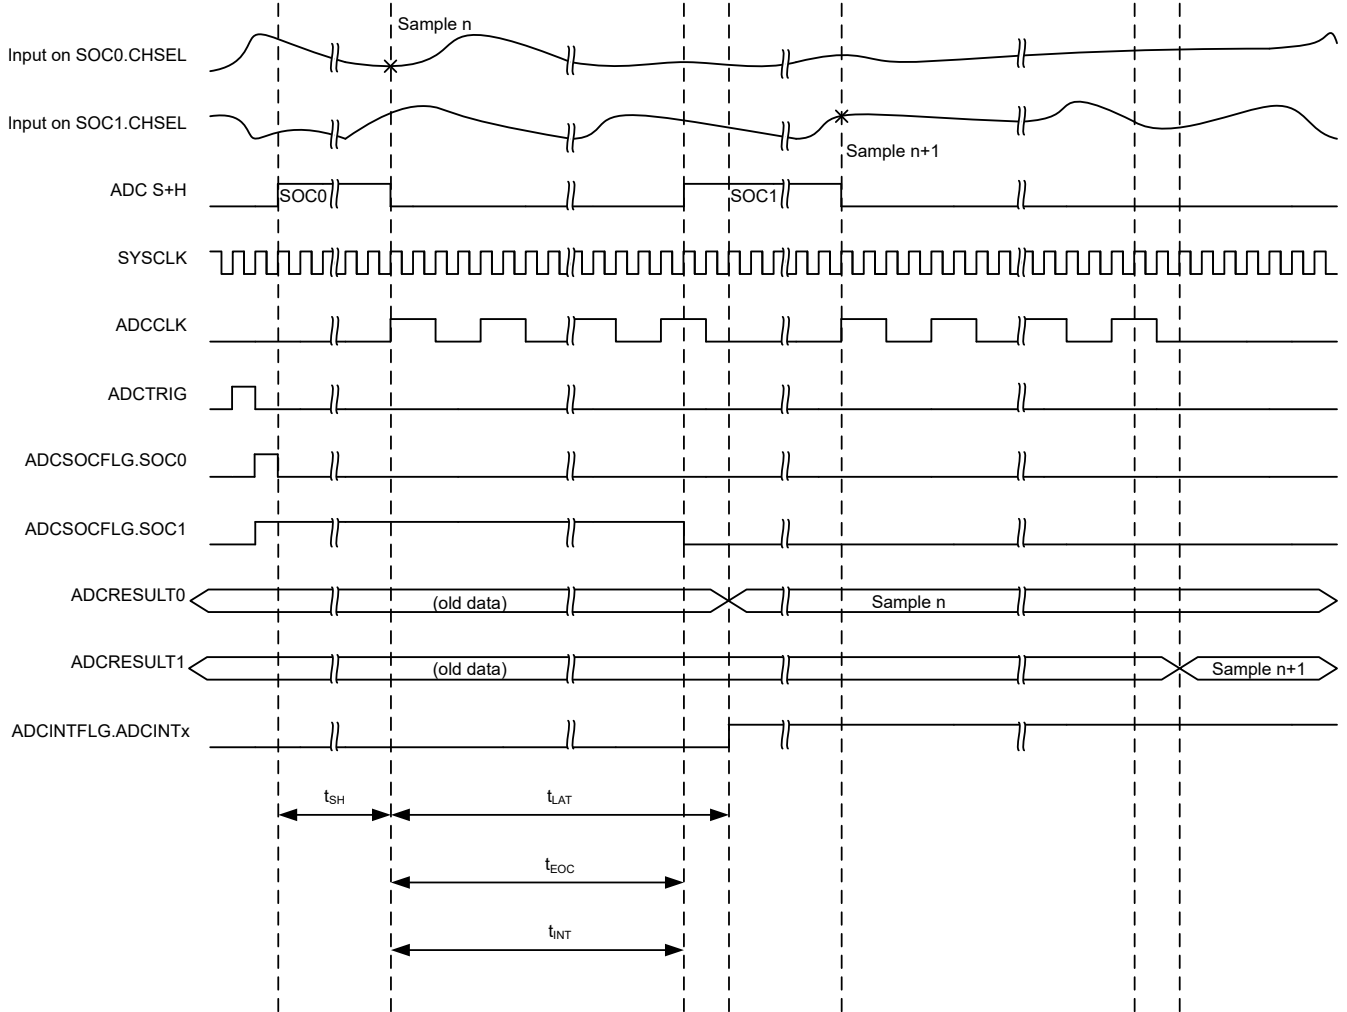 Sample n
Input on SOC0.CHSEL
Input on SOC1.CHSEL
Sample n+1
ADC S+H
SOC0
SOC1
SYSCLK
ADCCLK
ADCTRIG
ADCSOCFLG.SOC0
ADCSOCFLG.SOC1
ADCRESULT0
(old data)
Sample n
ADCRESULT1
(old data)
Sample n+1
ADCINTFLG.ADCINTx
tSH
tLAT
tEOC
tINT